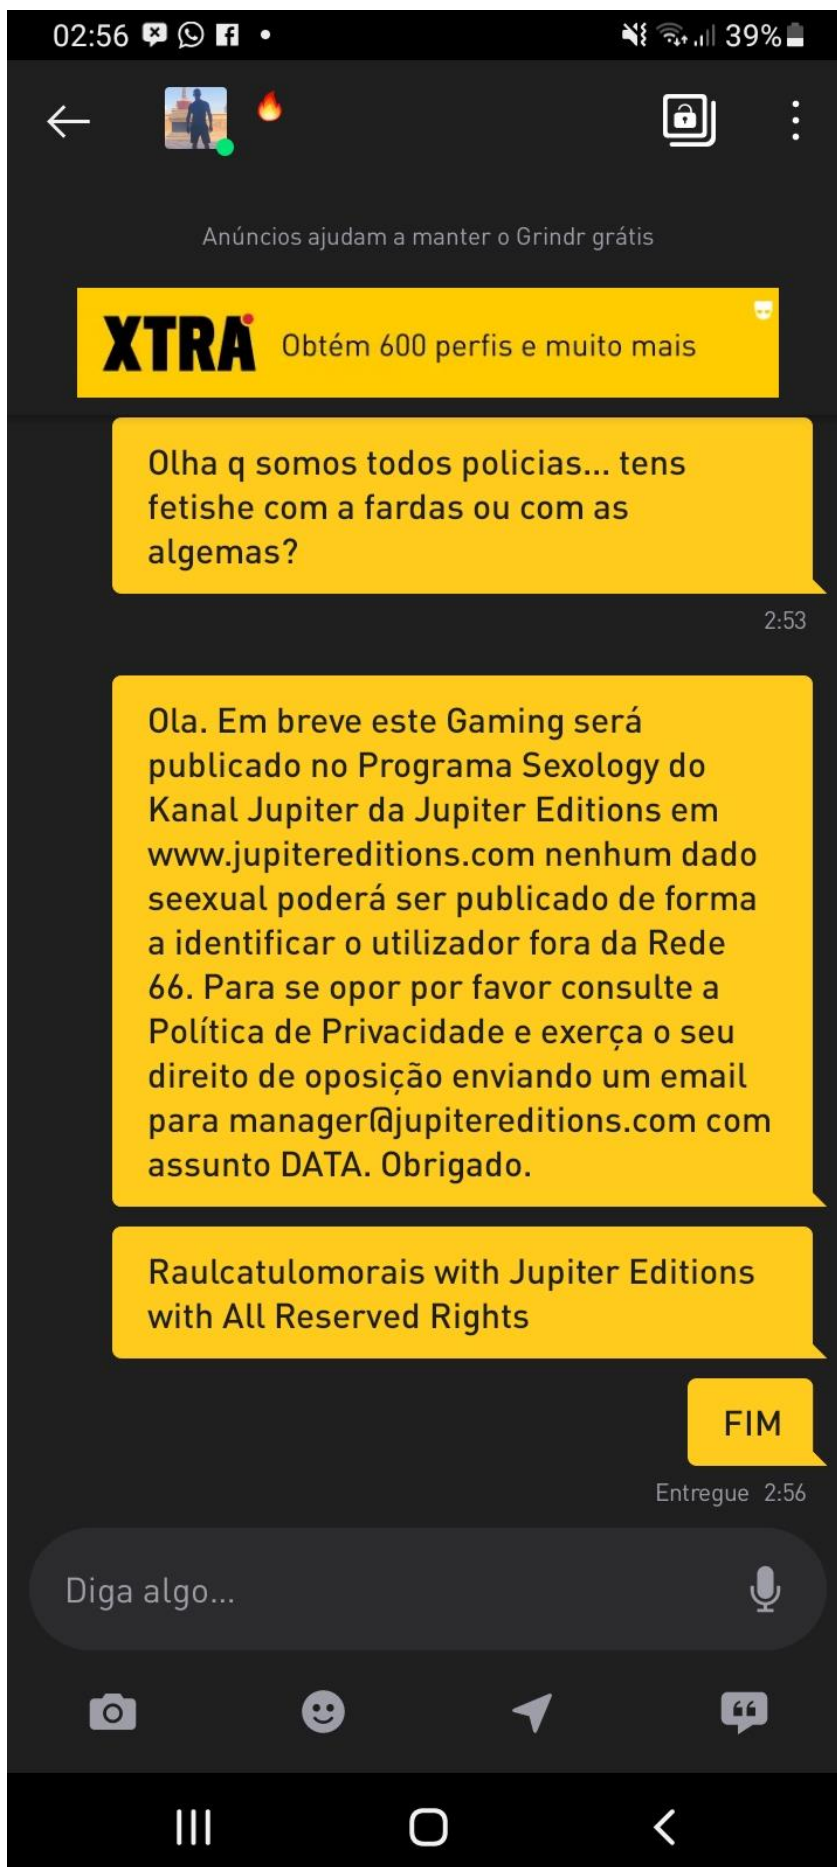 02:56
39%
Anúncios ajudam a manter o Grindr grátis
XTRA Obtém 600 perfis e muito mais
Olha q somos todos policias... tens
fetishe com a fardas ou com as
algemas?
2:53
Ola. Em breve este Gaming será
publicado no Programa Sexology do
Kanal Jupiter da Jupiter Editions em
www.jupitereditions.com nenhum dado
seexual poderá ser publicado de forma
a identificar o utilizador fora da Rede
66. Para se opor por favor consulte a
Política de Privacidade e exerça o seu
direito de oposição enviando um email
para manager@jupitereditions.com com
assunto DATA. Obrigado.
Raulcatulomorais with Jupiter Editions
with All Reserved Rights
FIM
Entregue 2:56
Diga algo...